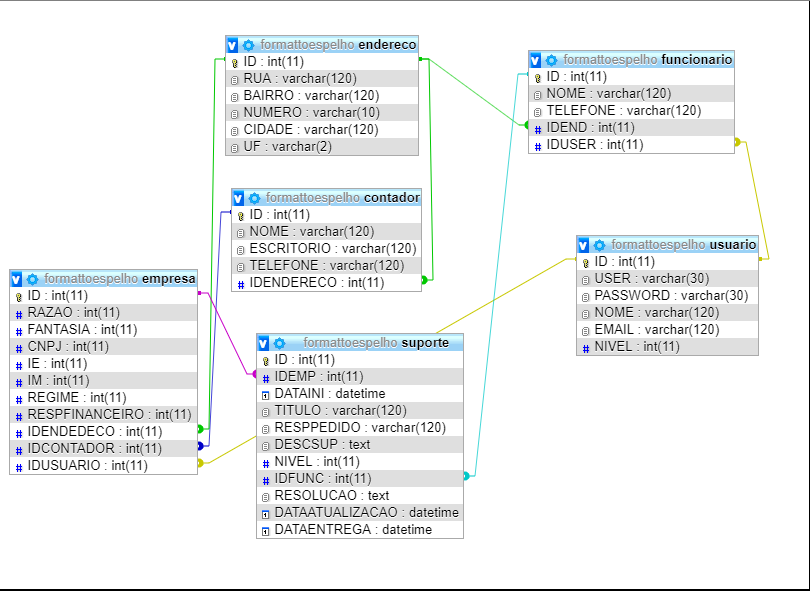 formattoespelho endereco
ID : int(11)
RUA : varchar(120)
BAIRRO : varchar(120)
NUMERO : varchar(10)
CIDADE : varchar(120)
UF : varchar(2)
formattoespelho funcionario
ID : int(11)
NOME : varchar(120)
TELEFONE : varchar(120)
IDEND : int(11)
IDUSER : int(11)
formattoespelho contador
ID : int(11)
NOME : varchar(120)
ESCRITORIO : varchar(120)
TELEFONE : varchar(120)
IDENDERECO : int(11)
formattoespelho usuario
ID : int(11)
USER : varchar(30)
PASSWORD : varchar(30)
NOME : varchar(120)
EMAIL : varchar(120)
NIVEL : int(11)
formattoespelho empresa
ID : int(11)
RAZAO : int(11)
FANTASIA : int(11)
CNPJ : int(11)
IE : int(11)
IM : int(11)
REGIME : int(11)
RESPFINANCEIRO : int(11)
IDENDEDECO : int(11)
IDCONTADOR : int(11)
IDUSUARIO : int(11)
formattoespelho suporte
ID : int(11)
IDEMP : int(11)
DATAINI : datetime
TITULO : varchar(120)
RESPPEDIDO : varchar(120)
DESCSUP : text
NIVEL : int(11)
IDFUNC : int(11)
RESOLUCAO : text
DATAATUALIZACAO : datetime
DATAENTREGA : datetime